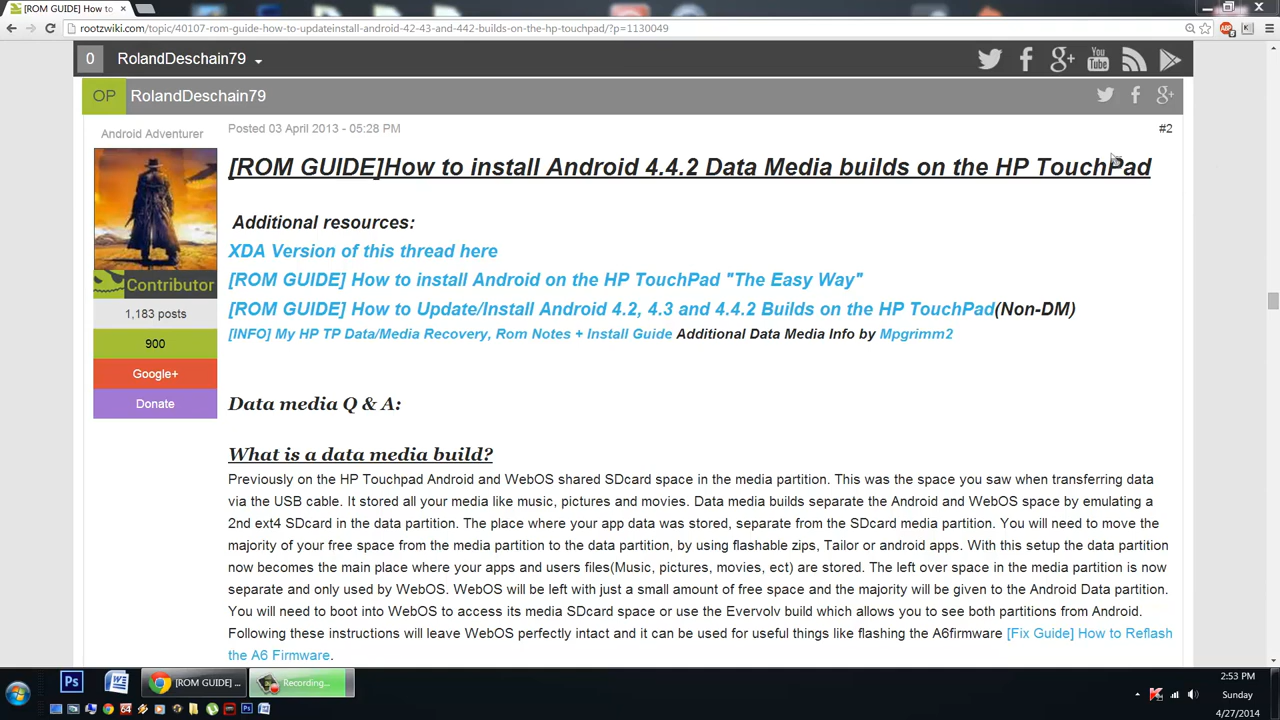 [ROM GUIDE] How to
rootzwiki.com/topic/40107-rom-guide-how-to-updateinstall-android-42-43-and-442-builds-on-the-hp-touchpad/?p=1130049
0 RolandDeschain79
OP RolandDeschain79
Android Adventurer
Posted 03 April 2013 - 05:28 PM
#2
[ROM GUIDE]How to install Android 4.4.2 Data Media builds on the HP TouchPad
Additional resources:
XDA Version of this thread here
[ROM GUIDE] How to install Android on the HP TouchPad "The Easy Way"
[ROM GUIDE] How to Update/Install Android 4.2, 4.3 and 4.4.2 Builds on the HP TouchPad(Non-DM)
[INFO] My HP TP Data/Media Recovery, Rom Notes + Install Guide Additional Data Media Info by Mpgrimm2
Contributor
1,183 posts
900
Google+
Donate
Data media Q & A:
What is a data media build?
Previously on the HP Touchpad Android and WebOS shared SDcard space in the media partition. This was the space you saw when transferring data
via the USB cable. It stored all your media like music, pictures and movies. Data media builds separate the Android and WebOS space by emulating a
2nd ext4 SDcard in the data partition. The place where your app data was stored, separate from the SDcard media partition. You will need to move the
majority of your free space from the media partition to the data partition, by using flashable zips, Tailor or android apps. With this setup the data partition
now becomes the main place where your apps and users files(Music, pictures, movies, ect) are stored. The left over space in the media partition is now
separate and only used by WebOS. WebOS will be left with just a small amount of free space and the majority will be given to the Android Data partition.
You will need to boot into WebOS to access its media SDcard space or use the Evervolv build which allows you to see both partitions from Android.
Following these instructions will leave WebOS perfectly intact and it can be used for useful things like flashing the A6firmware [Fix Guide] How to Reflash
the A6 Firmware.
Ps
W
[ROM GUIDE] ...
Recording...
2:53 PM
Sunday
4/27/2014